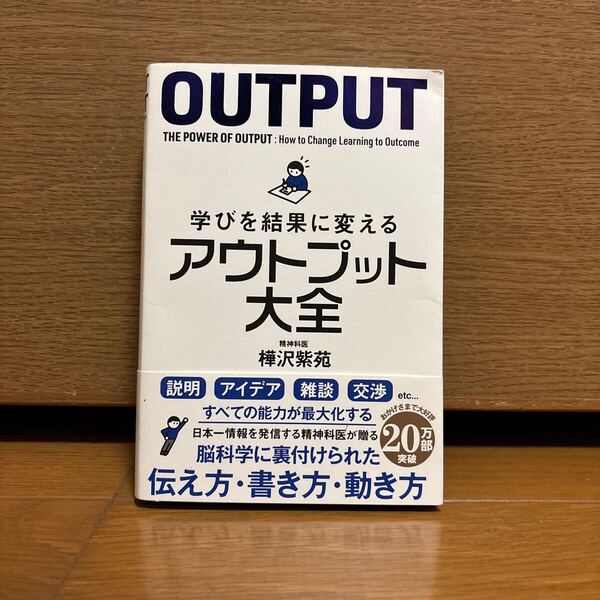 OUTPUT
THE POWER OF OUTPUT : How to Change Learning to Outcome
学びを結果に変える
アウトプット
大全
精神科医
樺沢紫苑
説明 アイデア 雑談 交渉 etc...
すべての能力が最大化する
日本一情報を発信する精神科医が贈る
脳科学に裏付けられた
伝え方・書き方・動き方
おかげさまで大好評
20万部
突破